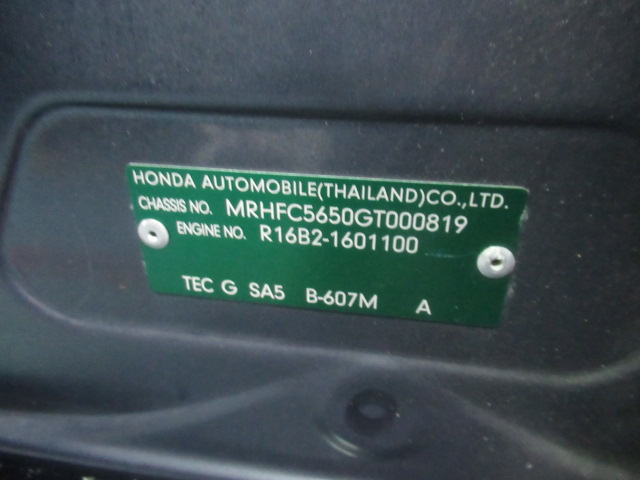 HONDA AUTOMOBILE(THAILAND)CO.,LTD.
CHASSIS NO. MRHFC5650GT000819
ENGINE NO. R16B2-1601100
TEC G SA5 B-607M A